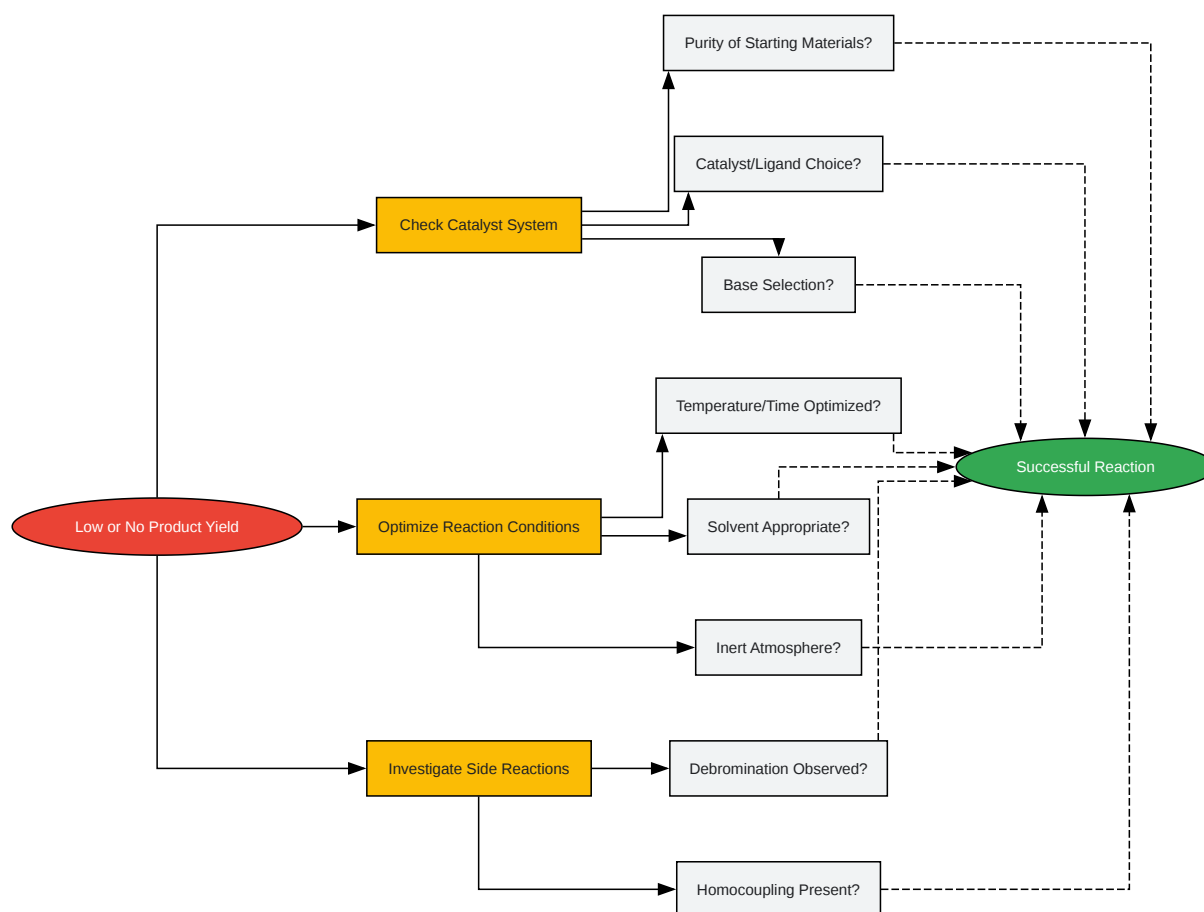 Purity of Starting Materials?
Catalyst/Ligand Choice?
Check Catalyst System
Base Selection?
Temperature/Time Optimized?
Successful Reaction
Low or No Product Yield
Optimize Reaction Conditions
Solvent Appropriate?
Inert Atmosphere?
Investigate Side Reactions
Debromination Observed?
Homocoupling Present?